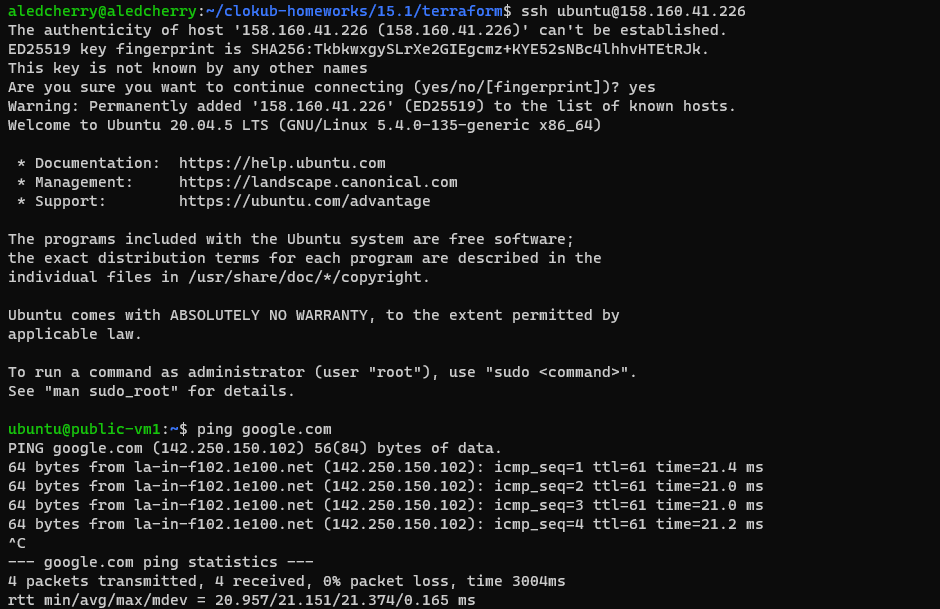 aledcherry@aledcherry:~/clokub-homeworks/15.1/terraform$ ssh ubuntu@158.160.41.226
The authenticity of host '158.160.41.226 (158.160.41.226)' can't be established.
ED25519 key fingerprint is SHA256:TkbkwxgySLrXe2GIEgcmz+KYE52sNBc4lhhvHTEtRJk.
This key is not known by any other names
Are you sure you want to continue connecting (yes/no/[fingerprint])? yes
Warning: Permanently added '158.160.41.226' (ED25519) to the list of known hosts.
Welcome to Ubuntu 20.04.5 LTS (GNU/Linux 5.4.0-135-generic x86_64)

 * Documentation:  https://help.ubuntu.com
 * Management:     https://landscape.canonical.com
 * Support:        https://ubuntu.com/advantage

The programs included with the Ubuntu system are free software;
the exact distribution terms for each program are described in the
individual files in /usr/share/doc/*/copyright.

Ubuntu comes with ABSOLUTELY NO WARRANTY, to the extent permitted by
applicable law.

To run a command as administrator (user "root"), use "sudo <command>".
See "man sudo_root" for details.

ubuntu@public-vm1:~$ ping google.com
PING google.com (142.250.150.102) 56(84) bytes of data.
64 bytes from la-in-f102.1e100.net (142.250.150.102): icmp_seq=1 ttl=61 time=21.4 ms
64 bytes from la-in-f102.1e100.net (142.250.150.102): icmp_seq=2 ttl=61 time=21.0 ms
64 bytes from la-in-f102.1e100.net (142.250.150.102): icmp_seq=3 ttl=61 time=21.0 ms
64 bytes from la-in-f102.1e100.net (142.250.150.102): icmp_seq=4 ttl=61 time=21.2 ms
^C
--- google.com ping statistics ---
4 packets transmitted, 4 received, 0% packet loss, time 3004ms
rtt min/avg/max/mdev = 20.957/21.151/21.374/0.165 ms